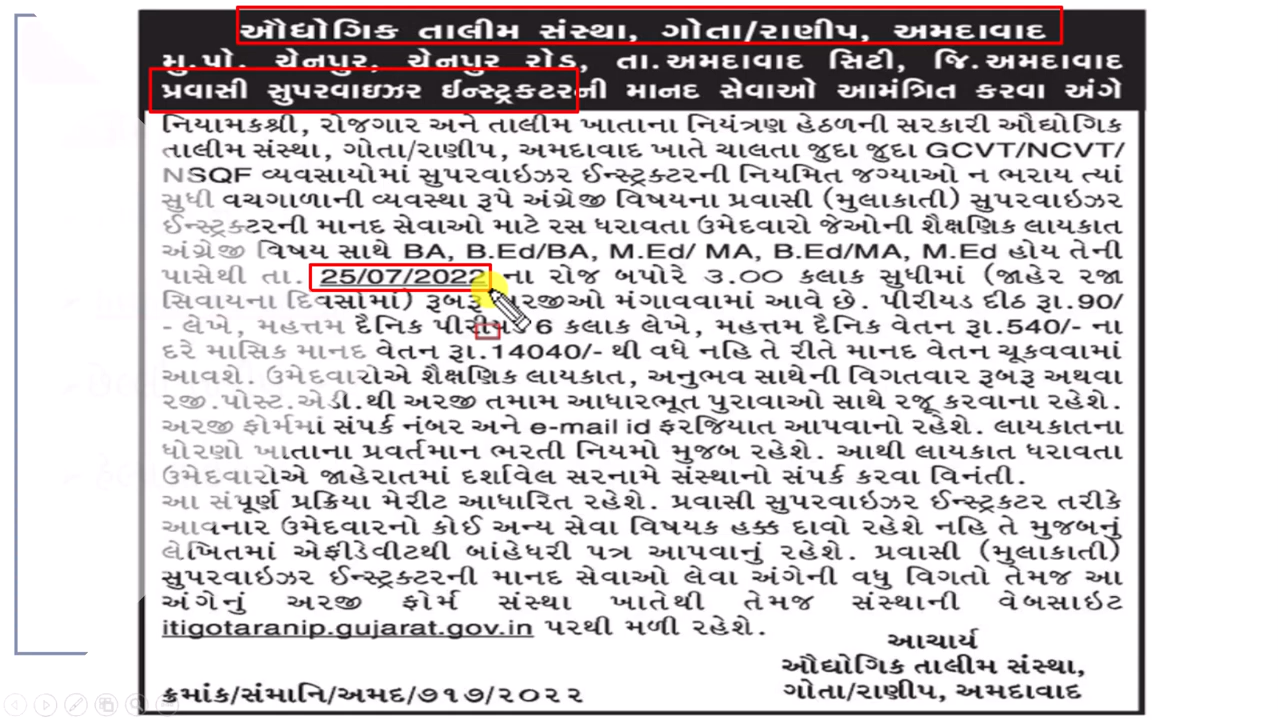 ઔદ્યોગિક તાલીમ સંસ્થા, ગોતા/રાણીપ, અમદાવાદ
મુ.પો. ચેનપુર, ચેનપુર રોડ, તા.અમદાવાદ સિટી, જિ.અમદાવાદ
પ્રવાસી સુપરવાઇઝર ઈન્સ્ટ્રક્ટરની માનદ સેવાઓ આમંત્રિત કરવા અંગે
નિયામકશ્રી, રોજગાર અને તાલીમ ખાતાના નિયંત્રણ હેઠળની સરકારી ઔદ્યોગિક
તાલીમ સંસ્થા, ગોતા/રાણીપ, અમદાવાદ ખાતે ચાલતા જુદા જુદા GCVT/NCVT/
NSQF વ્યવસાયોમાં સુપરવાઇઝર ઈન્સ્ટ્રક્ટરની નિયમિત જગ્યાઓ ન ભરાય ત્યાં
સુધી વચગાળાની વ્યવસ્થા રૂપે અંગ્રેજી વિષયના પ્રવાસી (મુલાકાતી) સુપરવાઇઝર
ઈન્સ્ટ્રક્ટરની માનદ સેવાઓ માટે રસ ધરાવતા ઉમેદવારો જેઓની શૈક્ષણિક લાયકાત
અંગ્રેજી વિષય સાથે BA, B.Ed/BA, M.Ed/ MA, B.Ed/MA, M.Ed હોય તેની
પાસેથી તા. 25/07/2022 ના રોજ બપોરે ૩.૦૦ કલાક સુધીમાં (જાહેર રજા
સિવાયના દિવસોમાં) રૂબરૂ અરજીઓ મંગાવવામાં આવે છે. પીરીયડ દીઠ રૂા.90/
- લેખે, મહત્તમ દૈનિક પીરીયડ 6 કલાક લેખે, મહત્તમ દૈનિક વેતન રૂા.540/- ના
દરે માસિક માનદ વેતન રૂા.14040/- થી વધે નહિ તે રીતે માનદ વેતન ચૂકવવામાં
આવશે. ઉમેદવારોએ શૈક્ષણિક લાયકાત, અનુભવ સાથેની વિગતવાર રૂબરૂ અથવા
રજી.પોસ્ટ.એડી.થી અરજી તમામ આધારભૂત પુરાવાઓ સાથે રજૂ કરવાના રહેશે.
અરજી ફોર્મમાં સંપર્ક નંબર અને e-mail id ફરજિયાત આપવાનો રહેશે. લાયકાતના
ધોરણો ખાતાના પ્રવર્તમાન ભરતી નિયમો મુજબ રહેશે. આથી લાયકાત ધરાવતા
ઉમેદવારોએ જાહેરાતમાં દર્શાવેલ સરનામે સંસ્થાનો સંપર્ક કરવા વિનંતી.
આ સંપૂર્ણ પ્રક્રિયા મેરીટ આધારિત રહેશે. પ્રવાસી સુપરવાઇઝર ઈન્સ્ટ્રક્ટર તરીકે
આવનાર ઉમેદવારનો કોઈ અન્ય સેવા વિષયક હક્ક દાવો રહેશે નહિ તે મુજબનું
લેખિતમાં એફીડેવીટથી બાંહેધરી પત્ર આપવાનું રહેશે. પ્રવાસી (મુલાકાતી)
સુપરવાઇઝર ઈન્સ્ટ્રક્ટરની માનદ સેવાઓ લેવા અંગેની વધુ વિગતો તેમજ આ
અંગેનું અરજી ફોર્મ સંસ્થા ખાતેથી તેમજ સંસ્થાની વેબસાઇટ
itigotaranip.gujarat.gov.in પરથી મળી રહેશે.
આચાર્ય
ઔદ્યોગિક તાલીમ સંસ્થા,
ગોતા/રાણીપ, અમદાવાદ
ક્રમાંક/સંમાનિ/અમદ/૭૧૭/૨૦૨૨